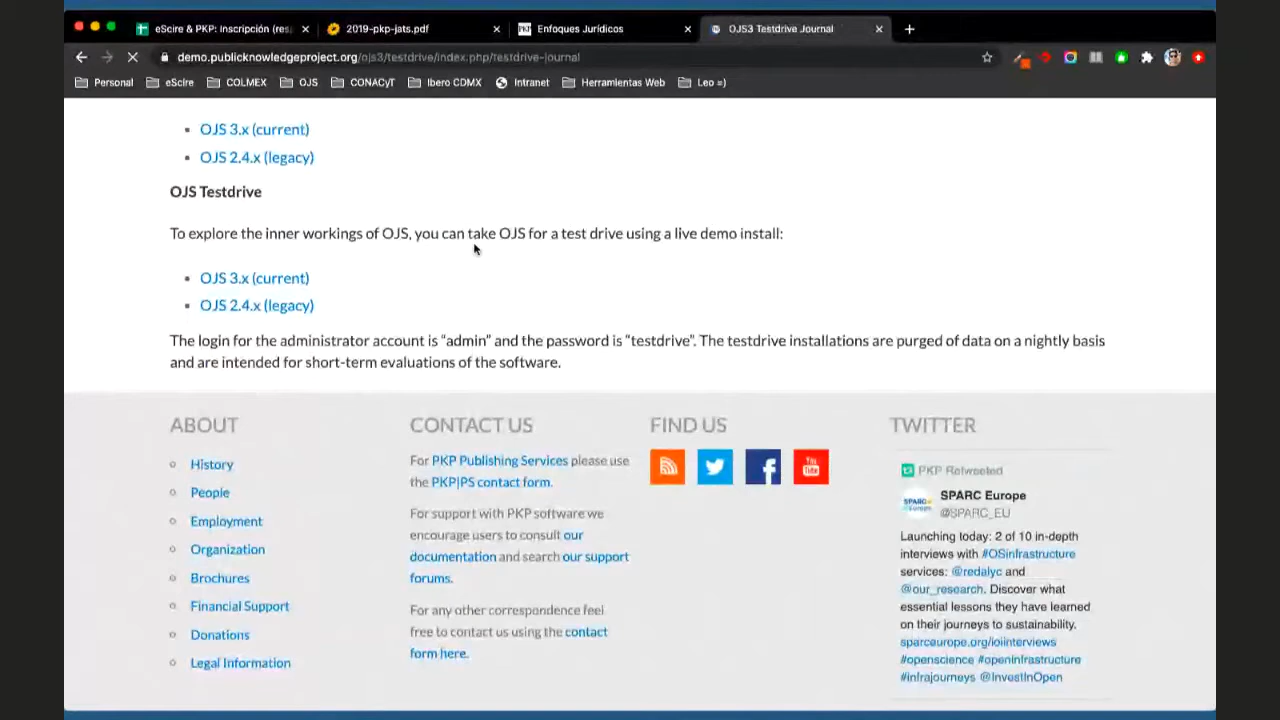 eScire & PKP: Inscripción (res
2019-pkp-jats.pdf
PKP Enfoques Jurídicos
OJS3 Testdrive Journal
demo.publicknowledgeproject.org/ojs3/testdrive/index.php/testdrive-journal
Personal eScire COLMEX OJS CONACyT Ibero CDMX Intranet Herramientas Web Leo =)
OJS 3.x (current)
OJS 2.4.x (legacy)
OJS Testdrive
To explore the inner workings of OJS, you can take OJS for a test drive using a live demo install:
OJS 3.x (current)
OJS 2.4.x (legacy)
The login for the administrator account is “admin” and the password is “testdrive”. The testdrive installations are purged of data on a nightly basis
and are intended for short-term evaluations of the software.
ABOUT
History
People
Employment
Organization
Brochures
Financial Support
Donations
Legal Information
CONTACT US
For PKP Publishing Services please use
the PKP|PS contact form.
For support with PKP software we
encourage users to consult our
documentation and search our support
forums.
For any other correspondence feel
free to contact us using the contact
form here.
FIND US
You
Tube
TWITTER
PKP Retweeted
SPARC Europe
@SPARC_EU
Launching today: 2 of 10 in-depth
interviews with #OSinfrastructure
services: @redalyc and
@our_research. Discover what
essential lessons they have learned
on their journeys to sustainability.
sparceurope.org/ioiinterviews
#openscience #openinfrastructure
#infrajourneys @InvestInOpen